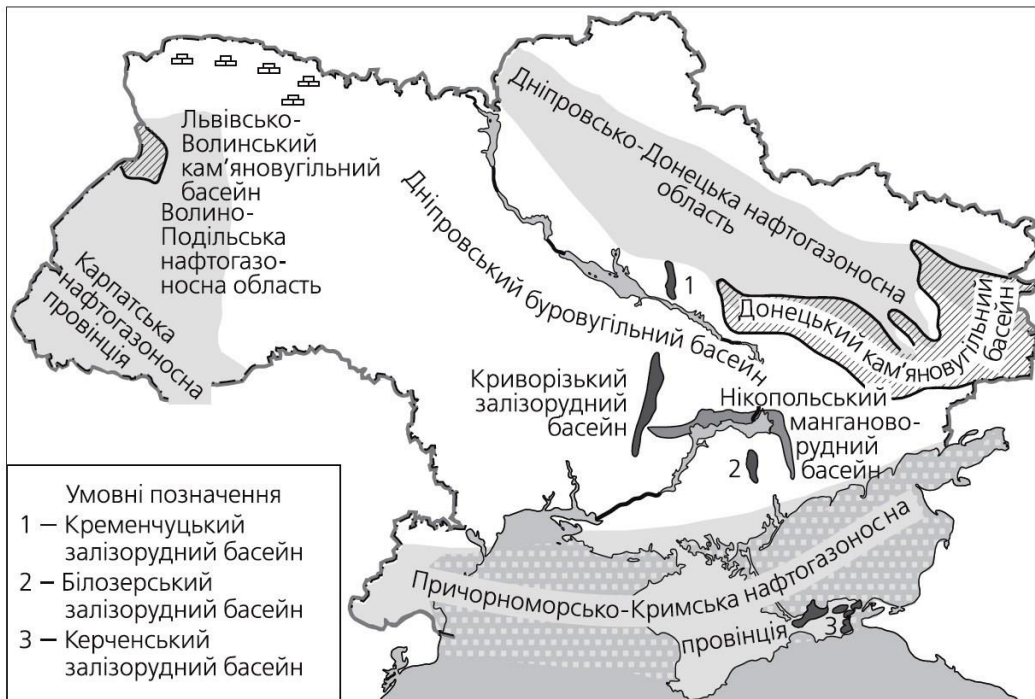 Дніпровсько-Донецька нафтогазоносна
область
Львівсько-
Волинський
кам’яновугільний
басейн
Волино-
Подільська
нафтогазо-
носна область
Карпатська
нафтогазоносна
провінція
Дніпровський буровугільний басейн
1
Донецький кам’яновугільний
басейн
Криворізький
залізорудний
басейн
Нікопольський
манганово-
рудний
басейн
2
Причорноморсько-Кримська нафтогазоносна
провінція
3
Умовні позначення
1 – Кременчуцький
залізорудний басейн
2 – Білозерський
залізорудний басейн
3 – Керченський
залізорудний басейн